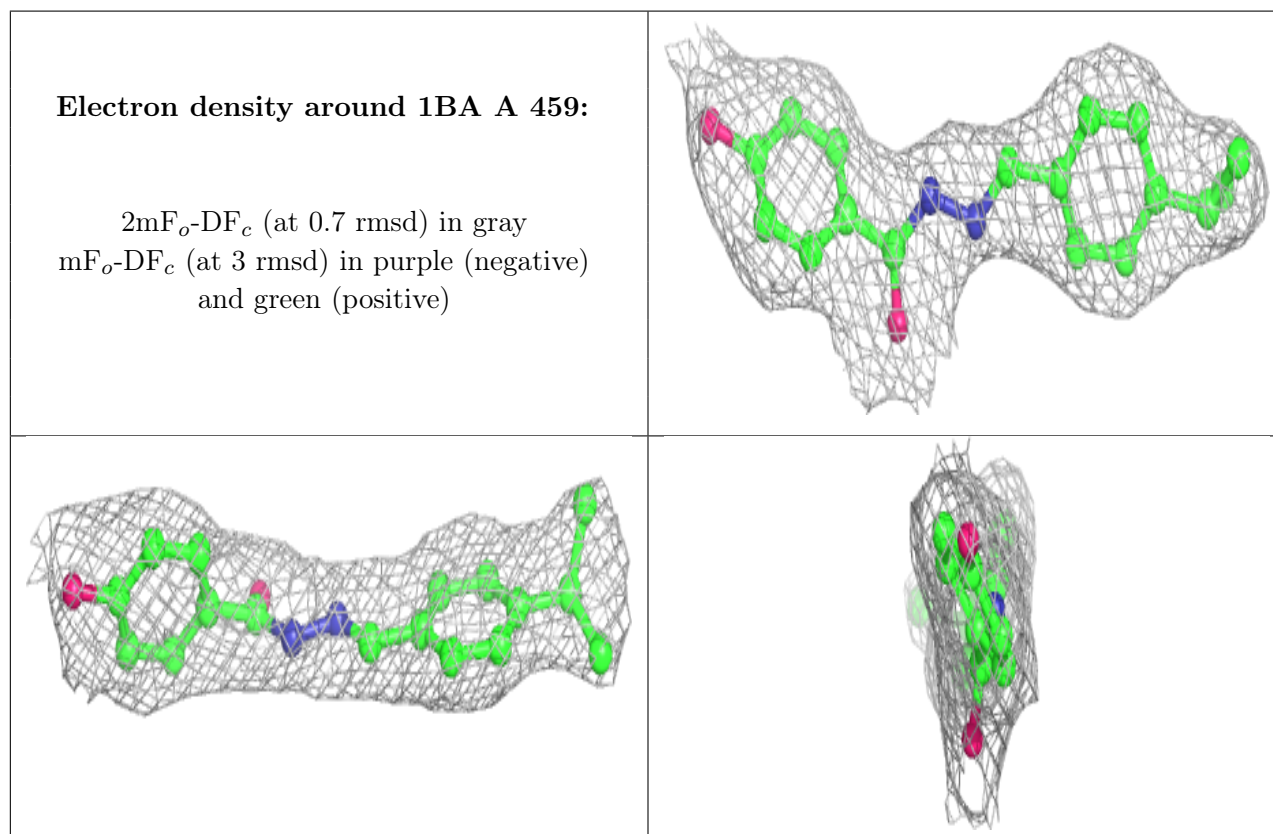 Electron density around 1BA A 459:
2mFₒ-DF𝑐 (at 0.7 rmsd) in gray
mFₒ-DF𝑐 (at 3 rmsd) in purple (negative)
and green (positive)